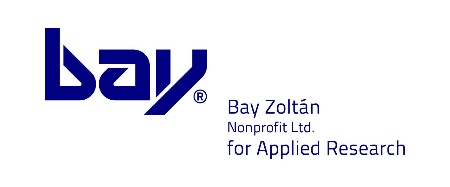 bay®
Bay Zoltán
Nonprofit Ltd.
for Applied Research